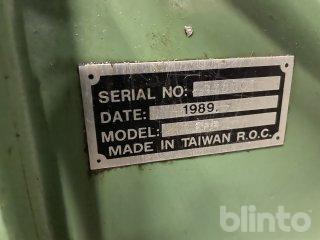 SERIAL NO:
DATE: 1989.
MODEL:
MADE IN TAIWAN R.O.C.
blinto